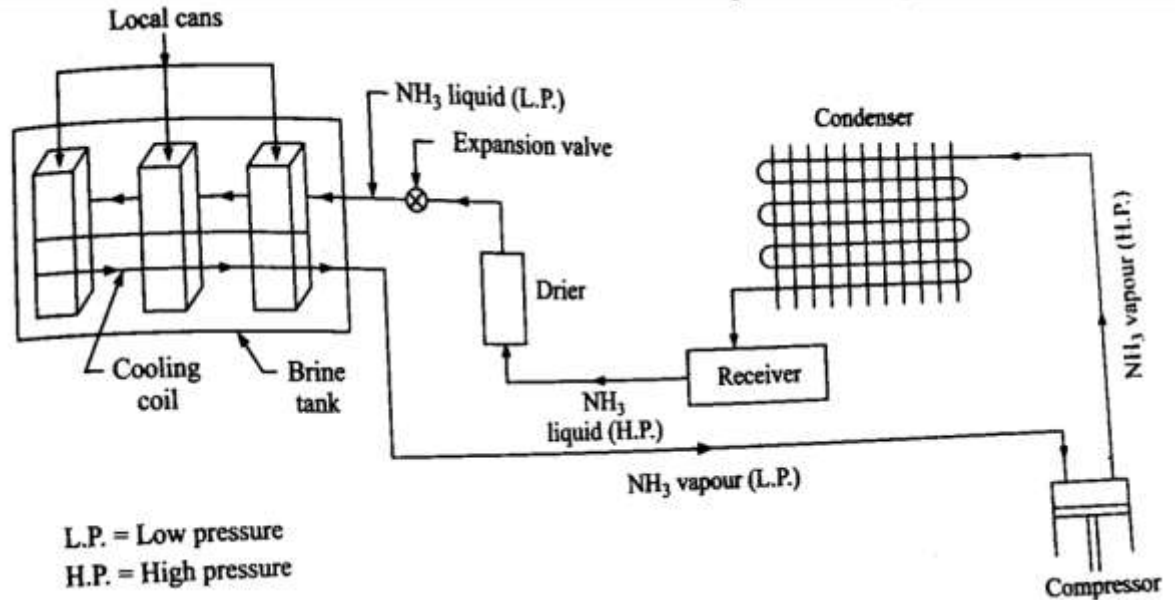 Local cans
NH₃ liquid (L.P.)
Expansion valve
Condenser
NH₃ vapour (H.P.)
Drier
Receiver
Cooling
coil
Brine
tank
NH₃
liquid (H.P.)
NH₃ vapour (L.P.)
L.P. = Low pressure
H.P. = High pressure
Compressor